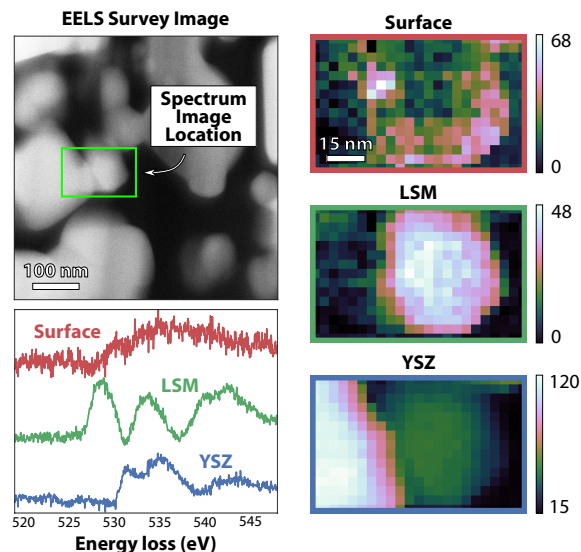 EELS Survey Image
Spectrum
Image
Location
100 nm
Surface
LSM
YSZ
520 525 530 535 540 545
Energy loss (eV)
Surface
68
15 nm
0
LSM
48
0
YSZ
120
15